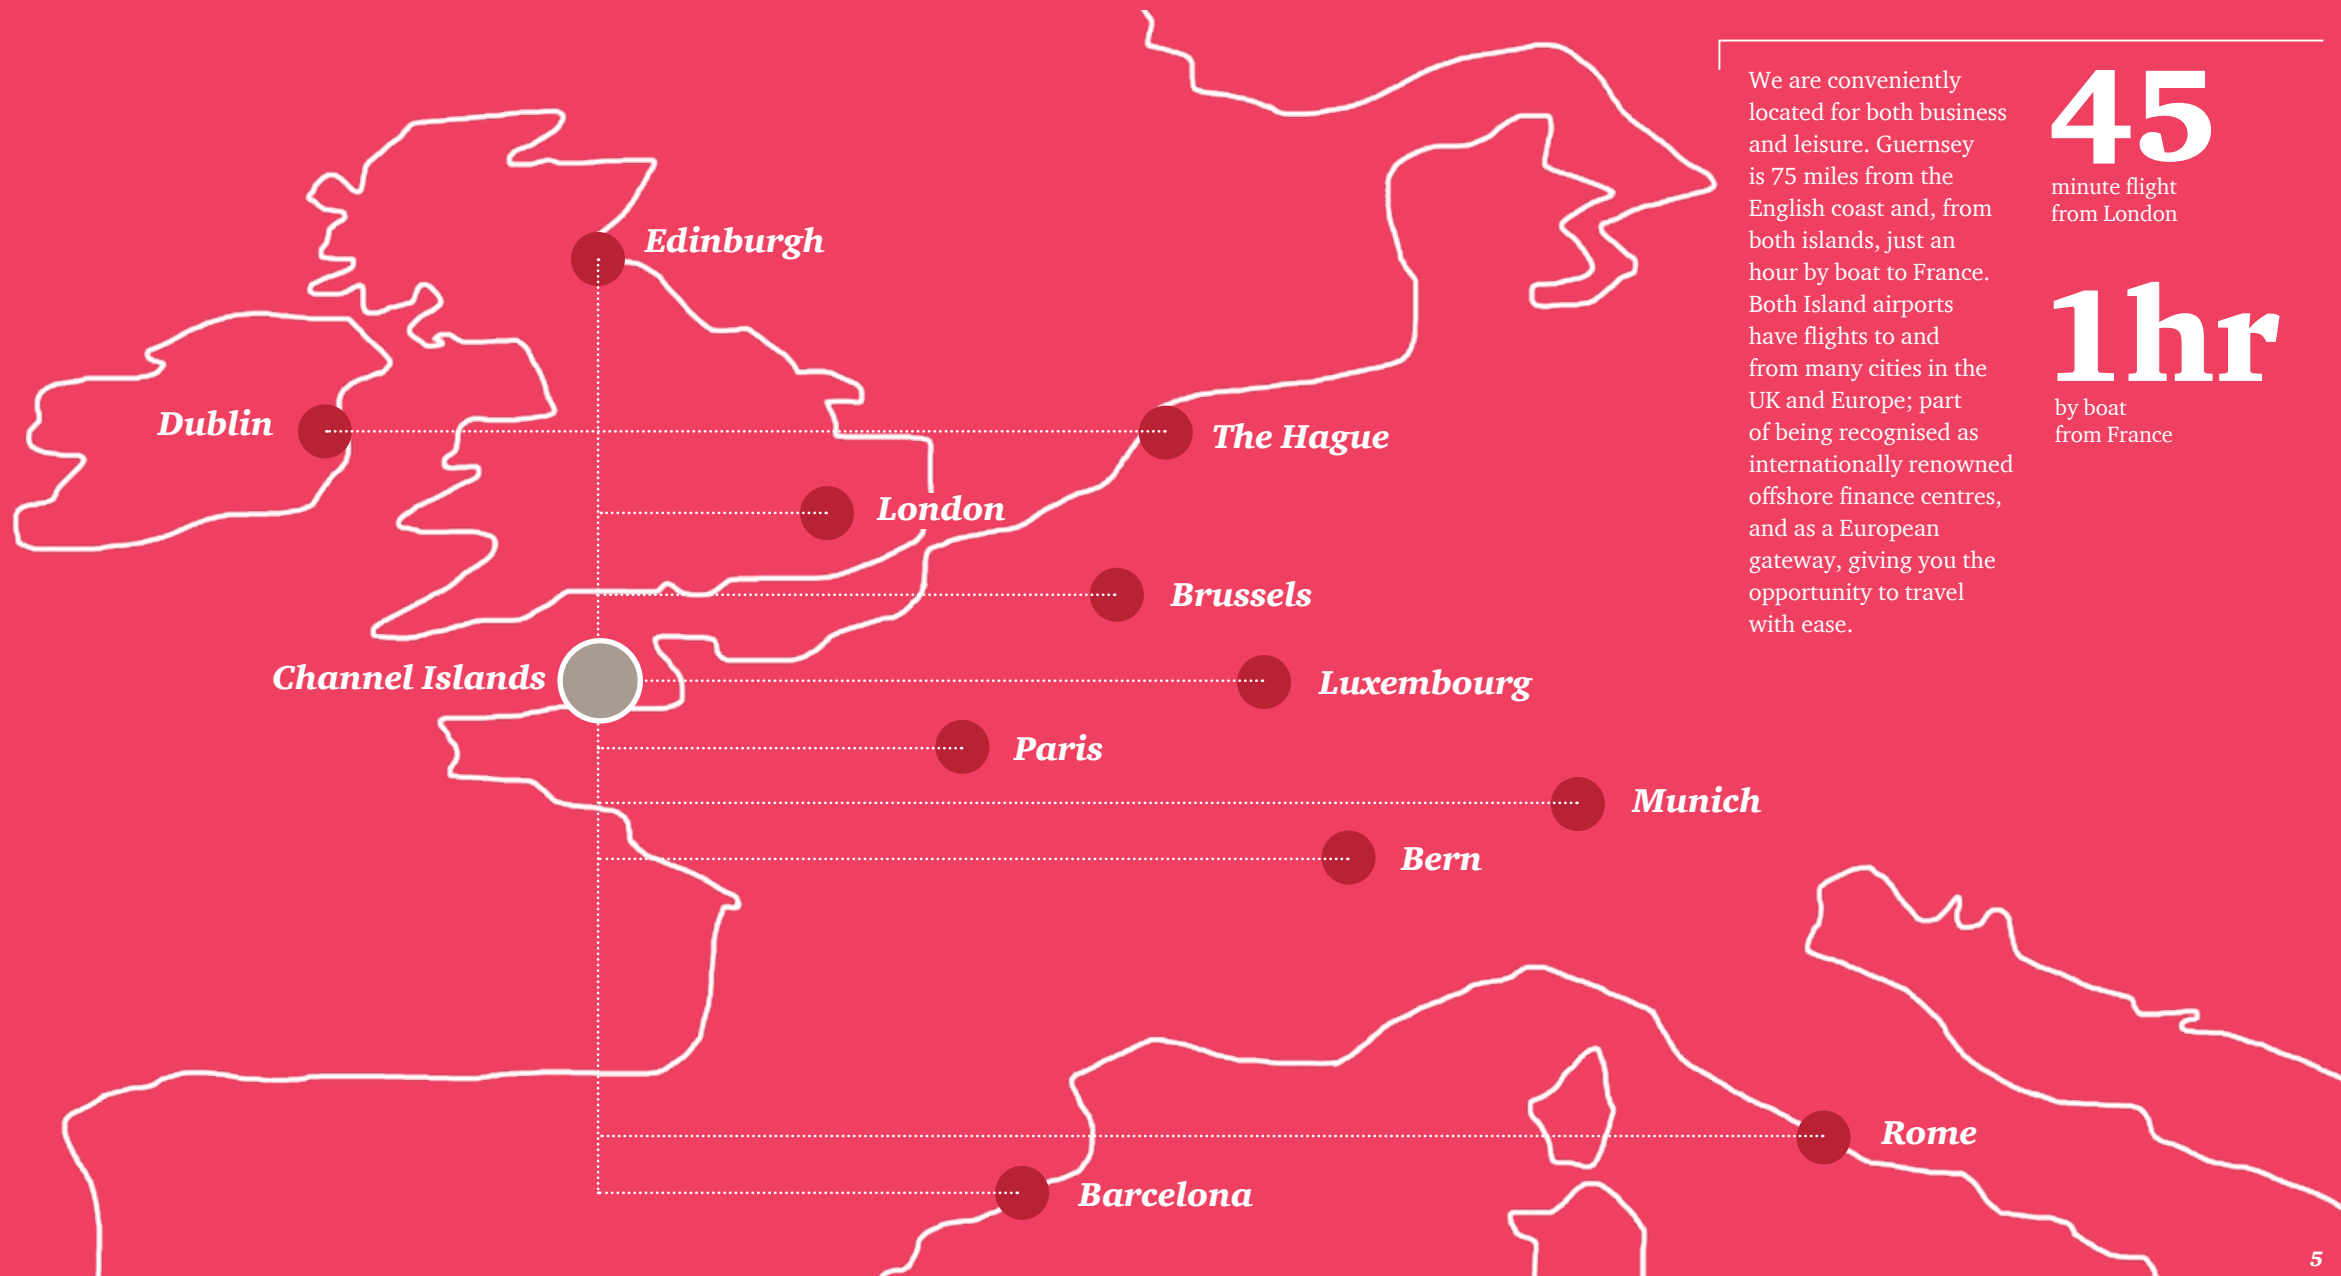 We are conveniently
located for both business
and leisure. Guernsey
is 75 miles from the
English coast and, from
both islands, just an
hour by boat to France.
Both Island airports
have flights to and
from many cities in the
UK and Europe; part
of being recognised as
internationally renowned
offshore finance centres,
and as a European
gateway, giving you the
opportunity to travel
with ease.
45
minute flight
from London
1hr
by boat
from France
Edinburgh
Dublin
The Hague
London
Brussels
Channel Islands
Luxembourg
Paris
Munich
Bern
Rome
Barcelona
5